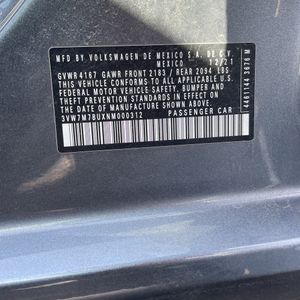 MFD BY VOLKSWAGEN DE MEXICO S.A. DE C.V.
MEXICO 12/21
GVWR 4167 GAWR FRONT 2183 / REAR 2094 LBS
THIS VEHICLE CONFORMS TO ALL APPLICABLE
U.S. FEDERAL MOTOR VEHICLE SAFETY,
BUMPER, AND THEFT PREVENTION STANDARDS
IN EFFECT ON THE DATE OF MANUFACTURE
3VW7M7BUXNM000312 PASSENGER CAR
14461144 3676 M